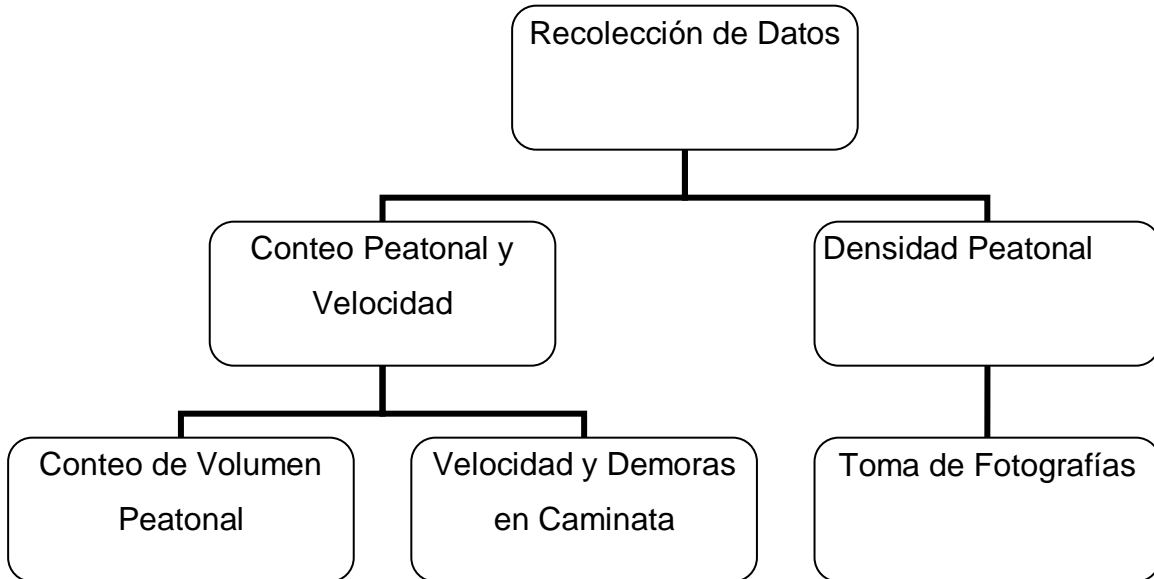 Recolección de Datos
Conteo Peatonal y
Velocidad
Densidad Peatonal
Conteo de Volumen
Peatonal
Velocidad y Demoras
en Caminata
Toma de Fotografías